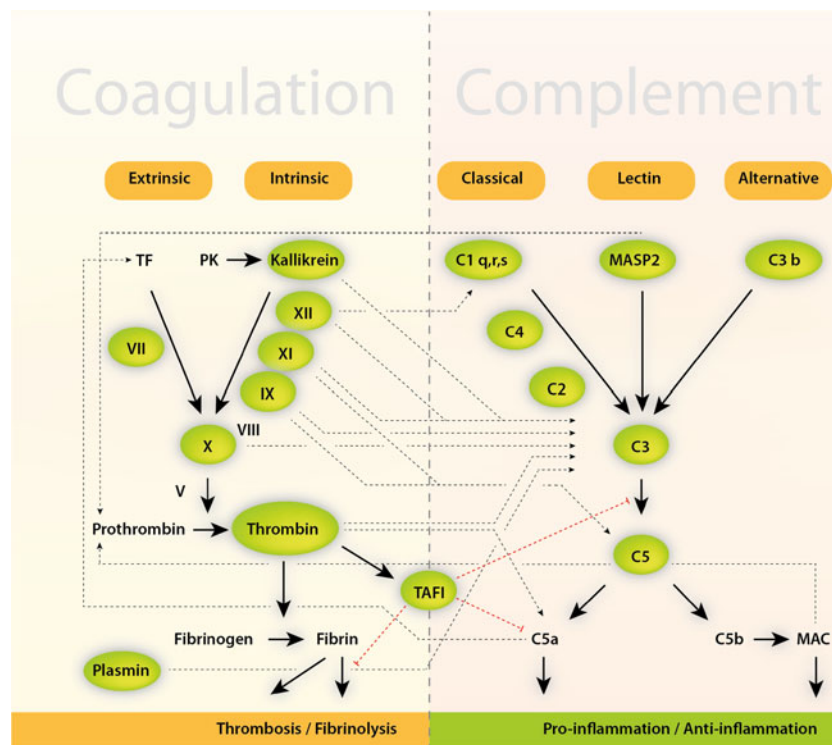 Coagulation Complement
Extrinsic Intrinsic Classical Lectin Alternative
TF PK Kallikrein C1 q,r,s MASP2 C3 b
XII
C4
VII XI
C2
IX
VIII
X C3
V
Prothrombin Thrombin
C5
TAFI
Fibrinogen Fibrin C5a C5b MAC
Plasmin
Thrombosis / Fibrinolysis Pro-inflammation / Anti-inflammation